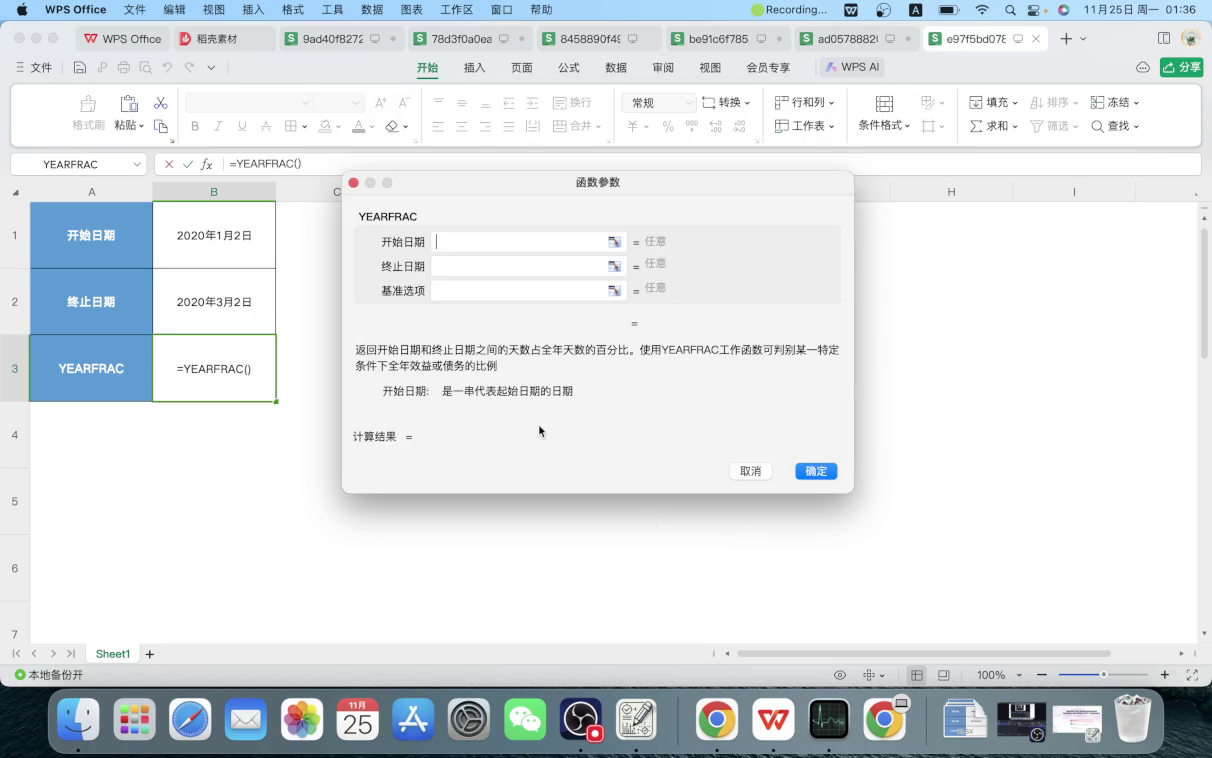 WPS Office 文件 编辑 视图 插入 格式 工具 数据 图表 工作区 窗口 帮助 Recording... 11月25日 周一 01:36
WPS Office 稻壳素材 9ad40f8272 78d3f0a0e 8458890f49 be91c6f785 ad0578820 e97f5bd078
文件 开始 插入 页面 公式 数据 审阅 视图 会员专享 WPS AI 分享
换行 常规 转换 行和列 填充 排序 冻结
格式刷 粘贴 合并 工作表 条件格式 求和 筛选 查找
YEARFRAC =YEARFRAC()
A B C H I
函数参数
YEARFRAC
开始日期 = 任意
终止日期 = 任意
基准选项 = 任意
=
返回开始日期和终止日期之间的天数占全年天数的百分比。使用YEARFRAC工作函数可判别某一特定
条件下全年效益或债务的比例
开始日期: 是一串代表起始日期的日期
计算结果 =
取消 确定
1 开始日期 2020年1月2日
2 终止日期 2020年3月2日
3 YEARFRAC =YEARFRAC()
4
5
6
7
Sheet1
本地备份开 100%
11月
25